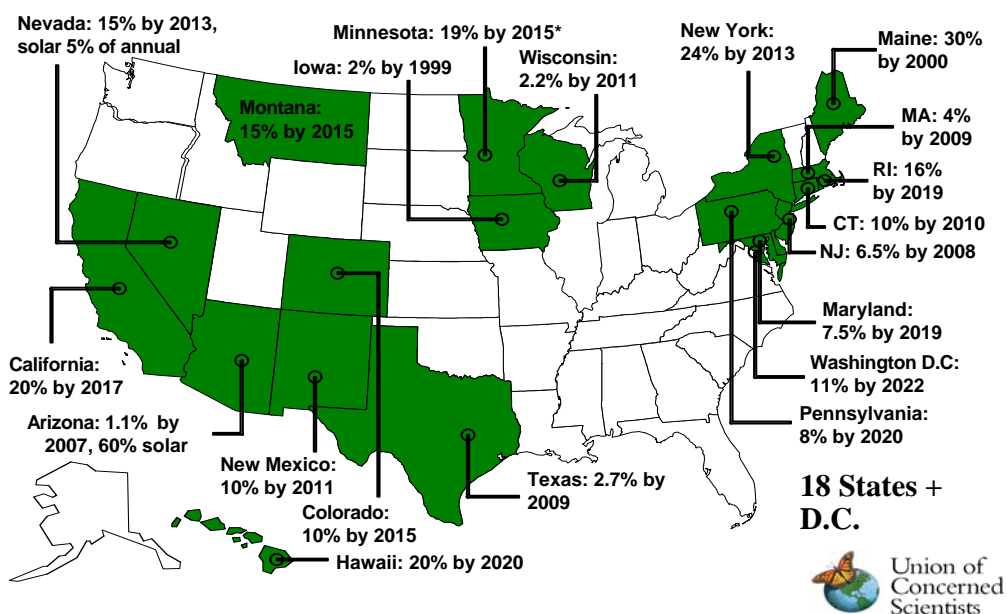 Nevada: 15% by 2013,
solar 5% of annual
Minnesota: 19% by 2015*
Iowa: 2% by 1999
Wisconsin:
2.2% by 2011
New York:
24% by 2013
Maine: 30%
by 2000
Montana:
15% by 2015
MA: 4%
by 2009
RI: 16%
by 2019
CT: 10% by 2010
NJ: 6.5% by 2008
Maryland:
7.5% by 2019
Washington D.C:
11% by 2022
Pennsylvania:
8% by 2020
California:
20% by 2017
Arizona: 1.1% by
2007, 60% solar
New Mexico:
10% by 2011
Colorado:
10% by 2015
Texas: 2.7% by
2009
Hawaii: 20% by 2020
18 States +
D.C.
Union of
Concerned
Scientists